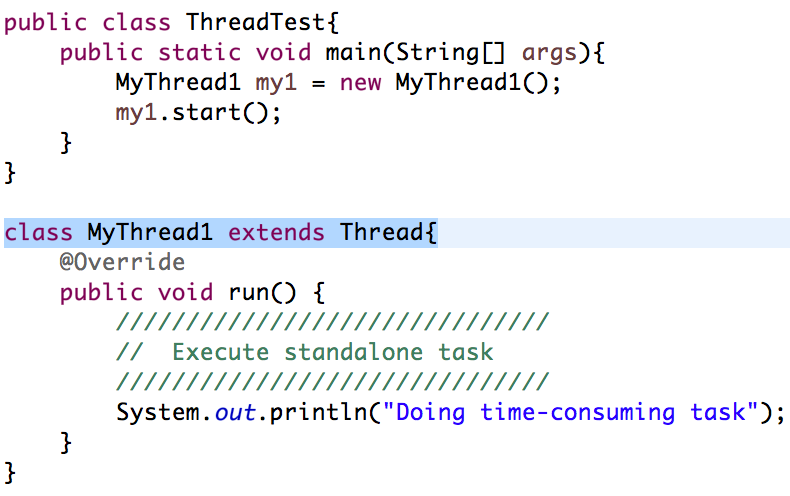 public class ThreadTest{
    public static void main(String[] args){
        MyThread1 my1 = new MyThread1();
        my1.start();
    }
}

class MyThread1 extends Thread{
    @Override
    public void run() {
        ///////////////////////////////
        //  Execute standalone task
        ///////////////////////////////
        System.out.println("Doing time-consuming task");
    }
}